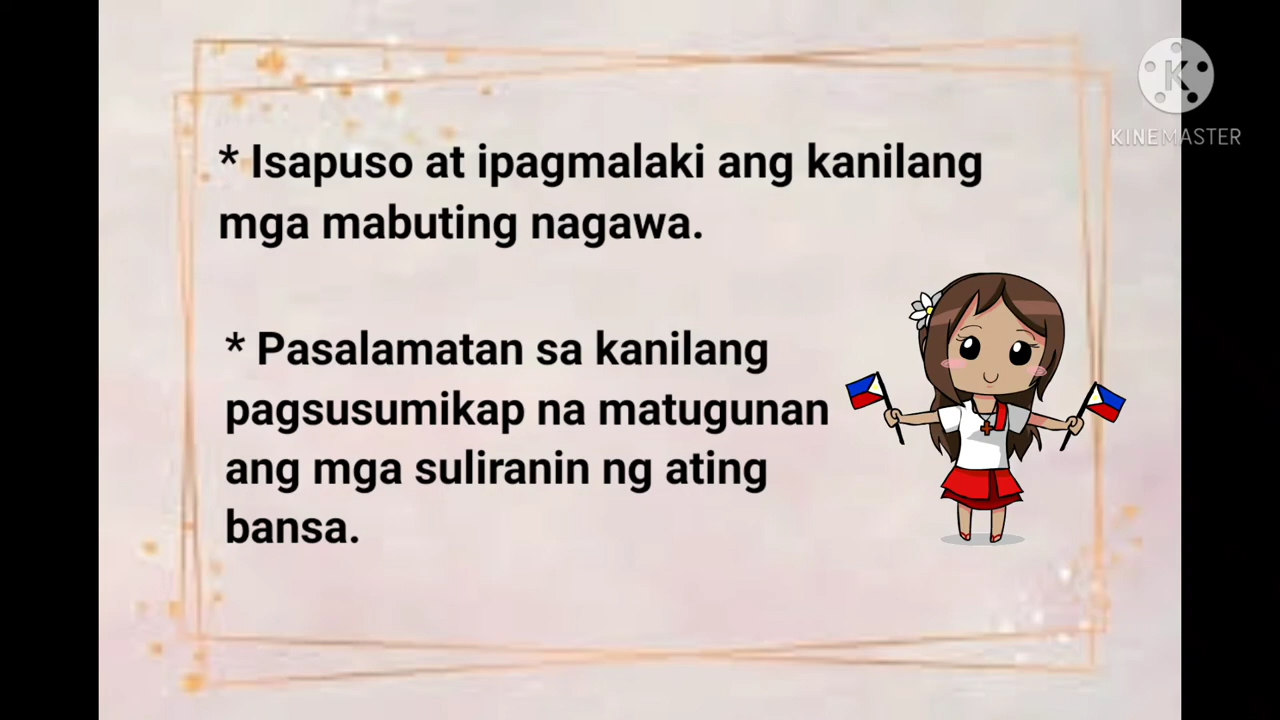 * Isapuso at ipagmalaki ang kanilang
mga mabuting nagawa.
* Pasalamatan sa kanilang
pagsusumikap na matugunan
ang mga suliranin ng ating
bansa.
K
KINEMASTER